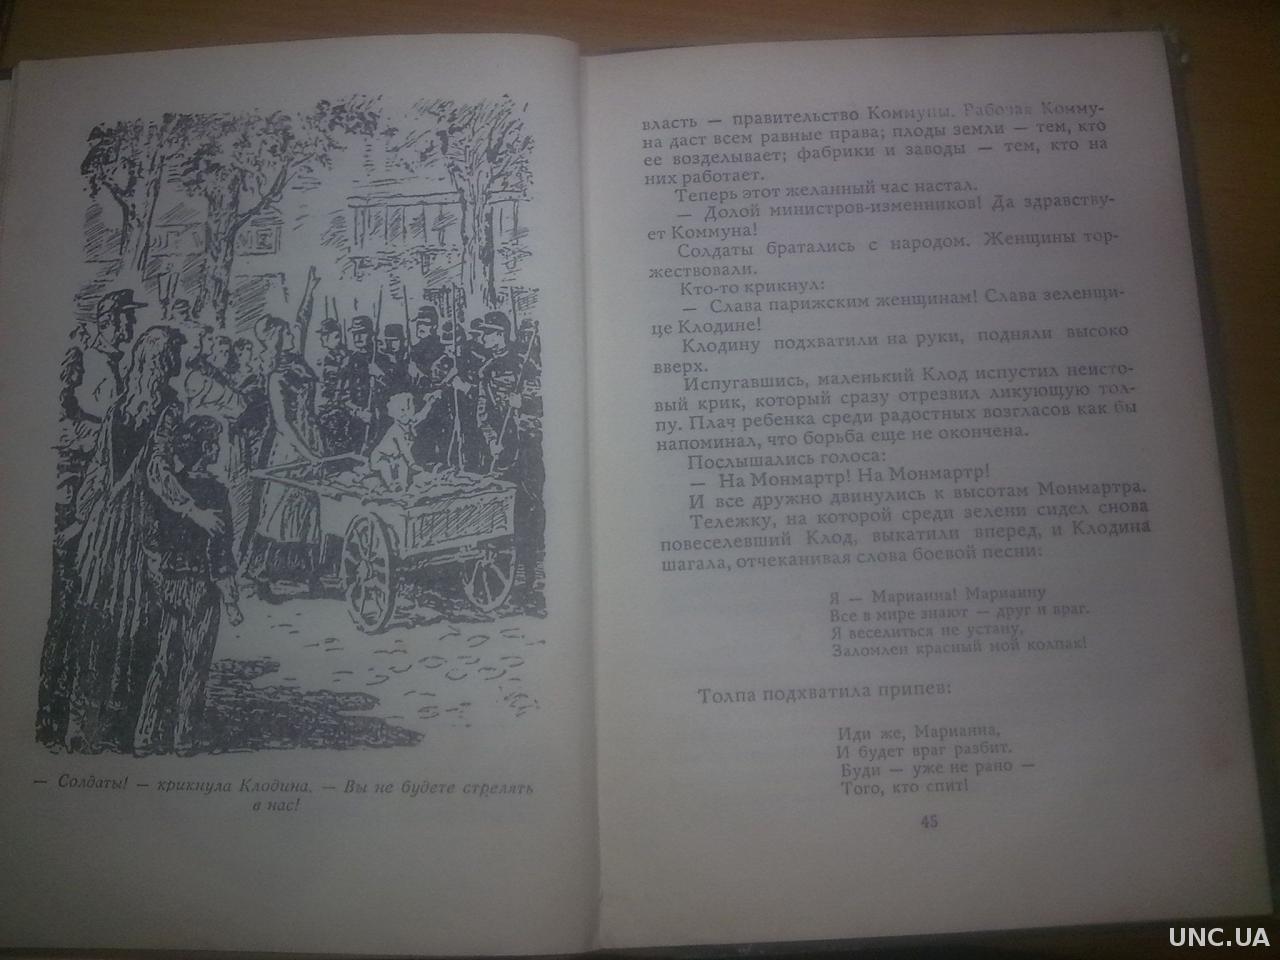 — Солдаты! — крикнула Клодина. — Вы не будете стрелять
в нас!
власть — правительство Коммуны. Рабочая Комму-
на даст всем равные права; плоды земли — тем, кто
ее возделывает; фабрики и заводы — тем, кто на
них работает.
Теперь этот желанный час настал.
— Долой министров-изменников! Да здравству-
ет Коммуна!
Солдаты братались с народом. Женщины тор-
жествовали.
Кто-то крикнул:
— Слава парижским женщинам! Слава зеленщи-
це Клодине!
Клодину подхватили на руки, подняли высоко
вверх.
Испугавшись, маленький Клод испустил неисто-
вый крик, который сразу отрезвил ликующую тол-
пу. Плач ребенка среди радостных возгласов как бы
напоминал, что борьба еще не окончена.
Послышались голоса:
— На Монмартр! На Монмартр!
И все дружно двинулись к высотам Монмартра.
Тележку, на которой среди зелени сидел снова
повеселевший Клод, выкатили вперед, и Клодина
шагала, отчеканивая слова боевой песни:
Я — Марианна! Марианну
Все в мире знают — друг и враг.
Я веселиться не устану,
Заломлен красный мой колпак!
Толпа подхватила припев:
Иди же, Марианна,
И будет враг разбит.
Буди — уже не рано —
Того, кто спит!
45
UNC.UA